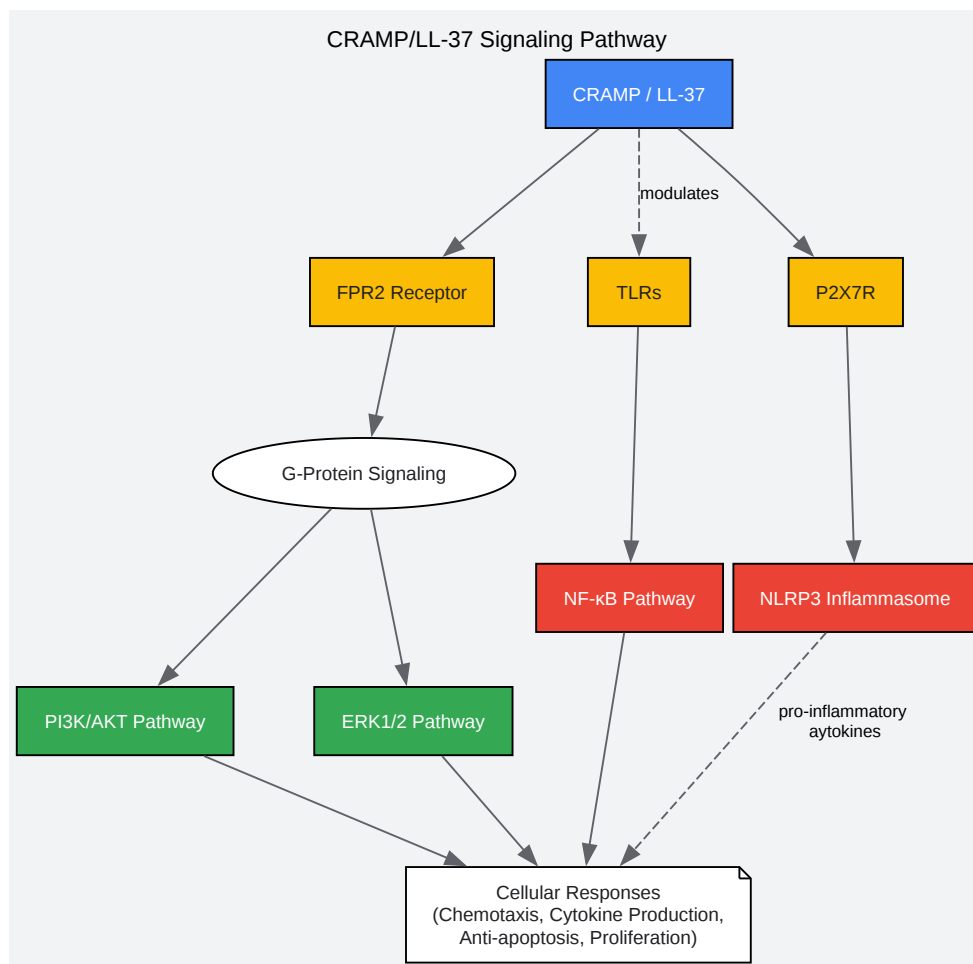 CRAMP/LL-37 Signaling Pathway
CRAMP / LL-37
modulates
FPR2 Receptor
TLRs
P2X7R
G-Protein Signaling
NF-κB Pathway
NLRP3 Inflammasome
PI3K/AKT Pathway
ERK1/2 Pathway
pro-inflammatory
aytokines
Cellular Responses
(Chemotaxis, Cytokine Production,
Anti-apoptosis, Proliferation)